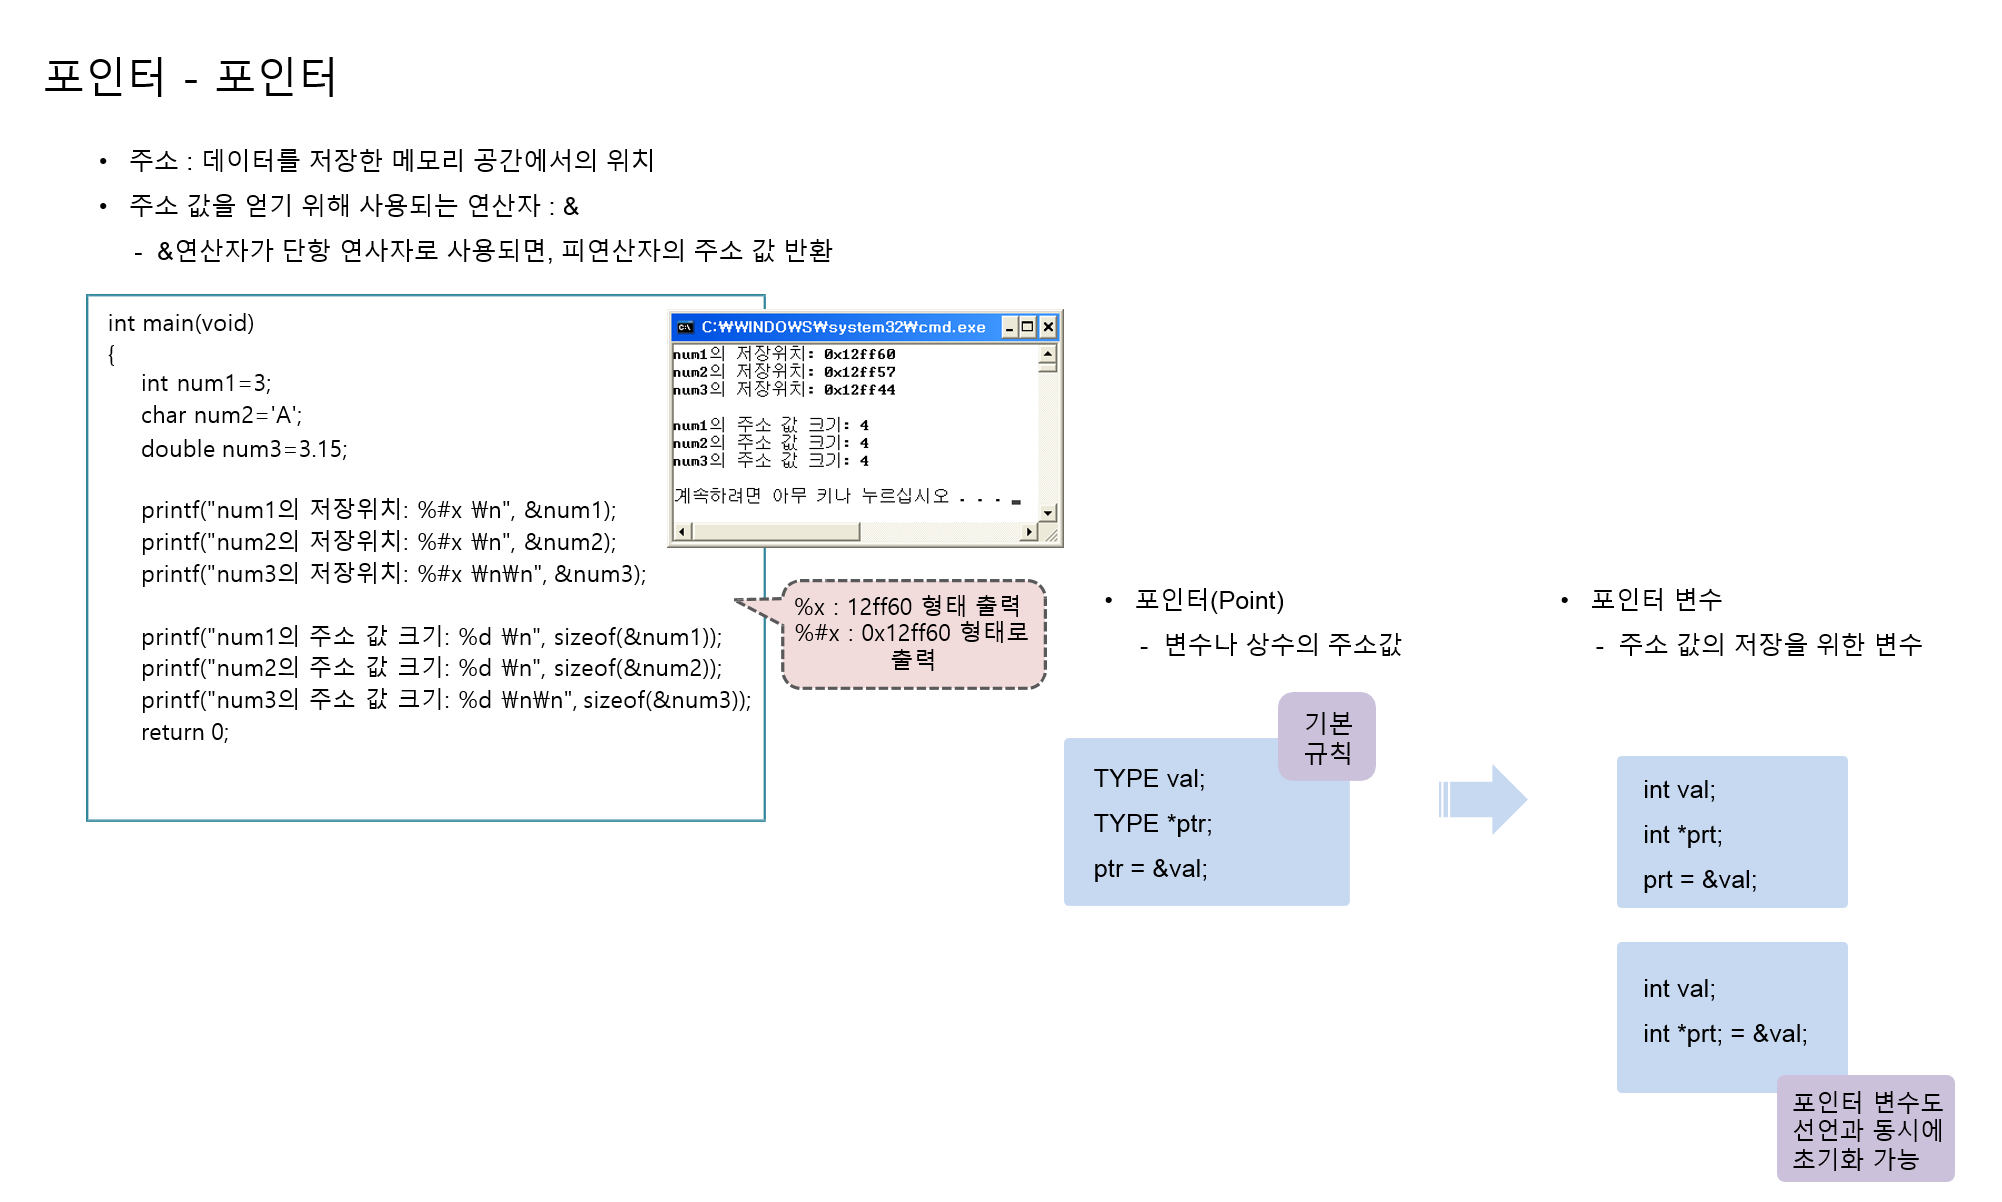 포인터 - 포인터
• 주소 : 데이터를 저장한 메모리 공간에서의 위치
• 주소 값을 얻기 위해 사용되는 연산자 : &
- &연산자가 단항 연사자로 사용되면, 피연산자의 주소 값 반환
int main(void)
{
int num1=3;
char num2='A';
double num3=3.15;
printf("num1의 저장위치: %#x ₩n", &num1);
printf("num2의 저장위치: %#x ₩n", &num2);
printf("num3의 저장위치: %#x ₩n₩n", &num3);
printf("num1의 주소 값 크기: %d ₩n", sizeof(&num1));
printf("num2의 주소 값 크기: %d ₩n", sizeof(&num2));
printf("num3의 주소 값 크기: %d ₩n₩n", sizeof(&num3));
return 0;
C:₩WINDOWS₩system32₩cmd.exe
num1의 저장위치: 0x12ff60
num2의 저장위치: 0x12ff57
num3의 저장위치: 0x12ff44
num1의 주소 값 크기: 4
num2의 주소 값 크기: 4
num3의 주소 값 크기: 4
계속하려면 아무 키나 누르십시오 . . . _
%x : 12ff60 형태 출력
%#x : 0x12ff60 형태로
출력
• 포인터(Point)
- 변수나 상수의 주소값
기본
규칙
TYPE val;
TYPE *ptr;
ptr = &val;
• 포인터 변수
- 주소 값의 저장을 위한 변수
int val;
int *prt;
prt = &val;
int val;
int *prt; = &val;
포인터 변수도
선언과 동시에
초기화 가능